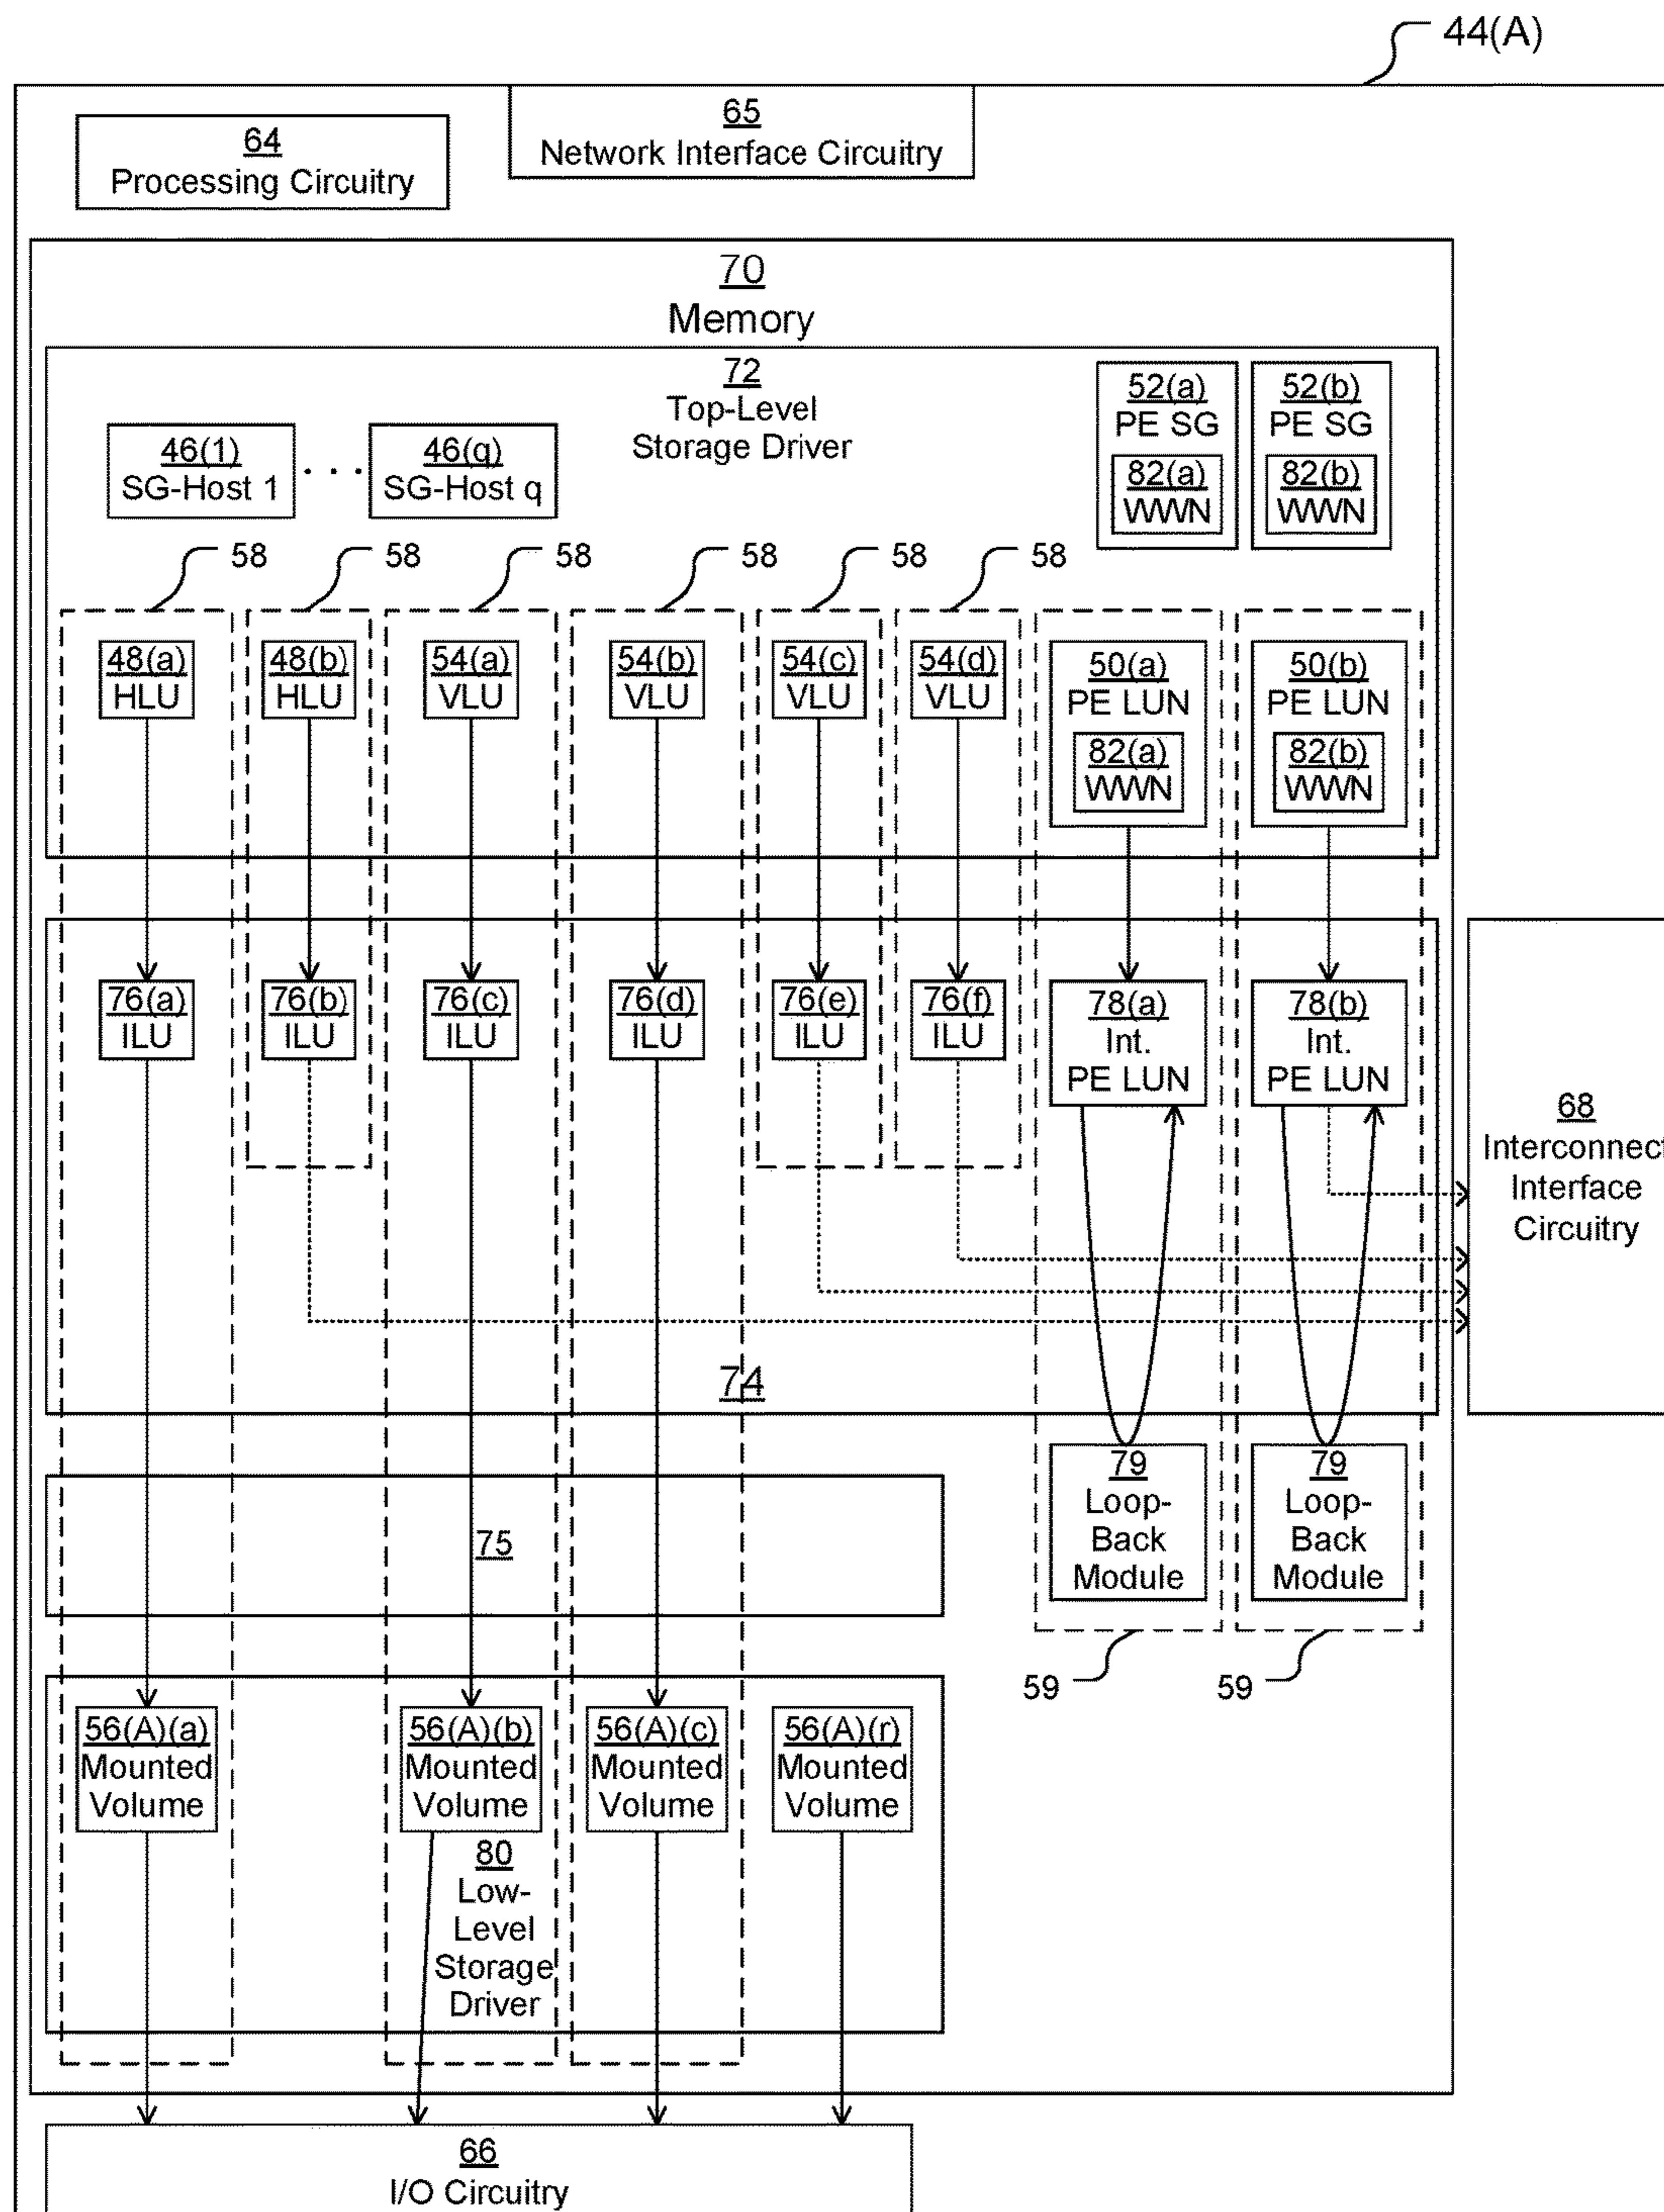 44(A)
64
Processing Circuitry
65
Network Interface Circuitry
70
Memory
72
Top-Level
Storage Driver
46(1)
SG-Host 1
. . .
46(q)
SG-Host q
52(a)
PE SG
82(a)
WWN
52(b)
PE SG
82(b)
WWN
58
58
58
58
58
58
48(a)
HLU
48(b)
HLU
54(a)
VLU
54(b)
VLU
54(c)
VLU
54(d)
VLU
50(a)
PE LUN
82(a)
WWN
50(b)
PE LUN
82(b)
WWN
76(a)
ILU
76(b)
ILU
76(c)
ILU
76(d)
ILU
76(e)
ILU
76(f)
ILU
78(a)
Int.
PE LUN
78(b)
Int.
PE LUN
68
Interconnect
Interface
Circuitry
74
79
Loop-
Back
Module
79
Loop-
Back
Module
75
59
59
56(A)(a)
Mounted
Volume
56(A)(b)
Mounted
Volume
56(A)(c)
Mounted
Volume
56(A)(r)
Mounted
Volume
80
Low-
Level
Storage
Driver
66
I/O Circuitry